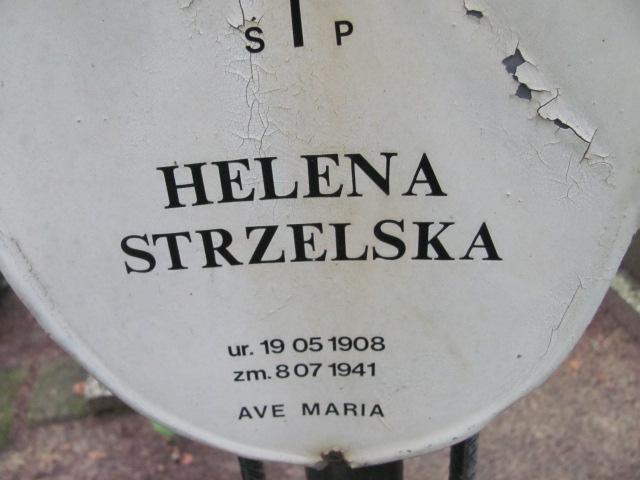 Ś P
HELENA
STRZELSKA
ur. 19 05 1908
zm. 8 07 1941
AVE MARIA